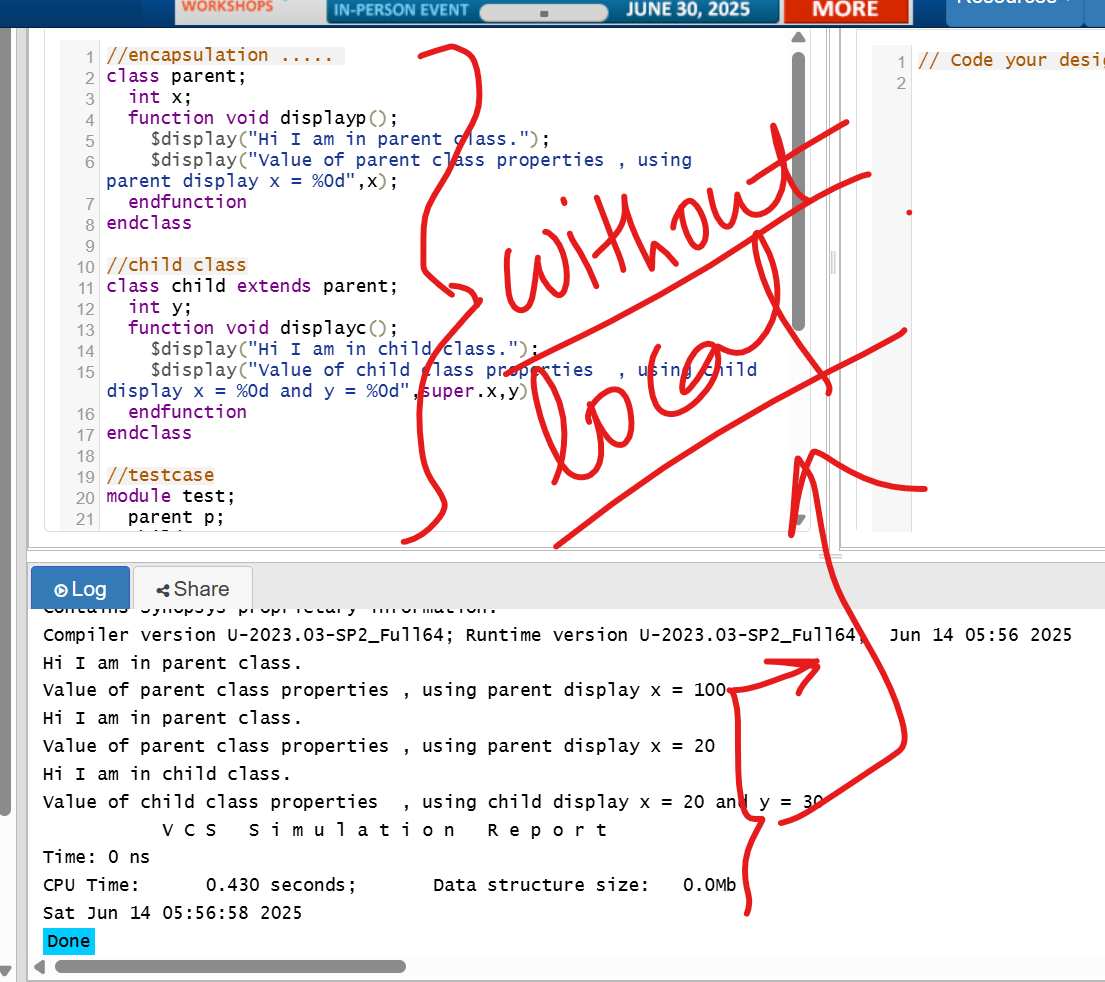 WORKSHOPS
IN-PERSON EVENT
JUNE 30, 2025
MORE
1 //encapsulation .....
2 class parent;
3 int x;
4 function void displayp();
5 $display("Hi I am in parent class.");
6 $display("Value of parent class properties , using
parent display x = %0d",x);
7 endfunction
8 endclass
9
10 //child class
11 class child extends parent;
12 int y;
13 function void displayc();
14 $display("Hi I am in child class.");
15 $display("Value of child class properties , using child
display x = %0d and y = %0d",super.x,y)
16 endfunction
17 endclass
18
19 //testcase
20 module test;
21 parent p;
without
local
1 // Code your desig
2
Log
Share
Contains Synopsys proprietary information.
Compiler version U-2023.03-SP2_Full64; Runtime version U-2023.03-SP2_Full64; Jun 14 05:56 2025
Hi I am in parent class.
Value of parent class properties , using parent display x = 100
Hi I am in parent class.
Value of parent class properties , using parent display x = 20
Hi I am in child class.
Value of child class properties , using child display x = 20 and y = 30
V C S S i m u l a t i o n R e p o r t
Time: 0 ns
CPU Time: 0.430 seconds; Data structure size: 0.0Mb
Sat Jun 14 05:56:58 2025
Done